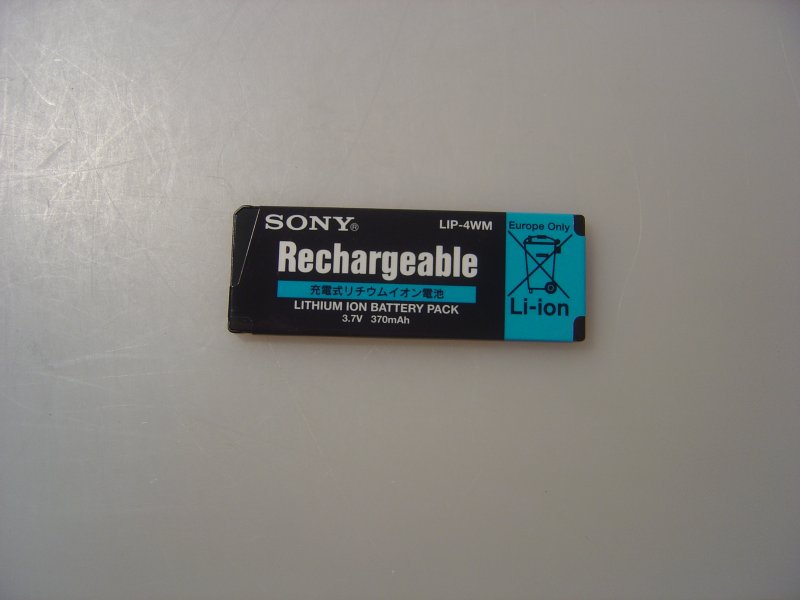 SONY®
LIP-4WM
Rechargeable
充電式リチウムイオン電池
LITHIUM ION BATTERY PACK
3.7V 370mAh
Europe Only
Li-ion